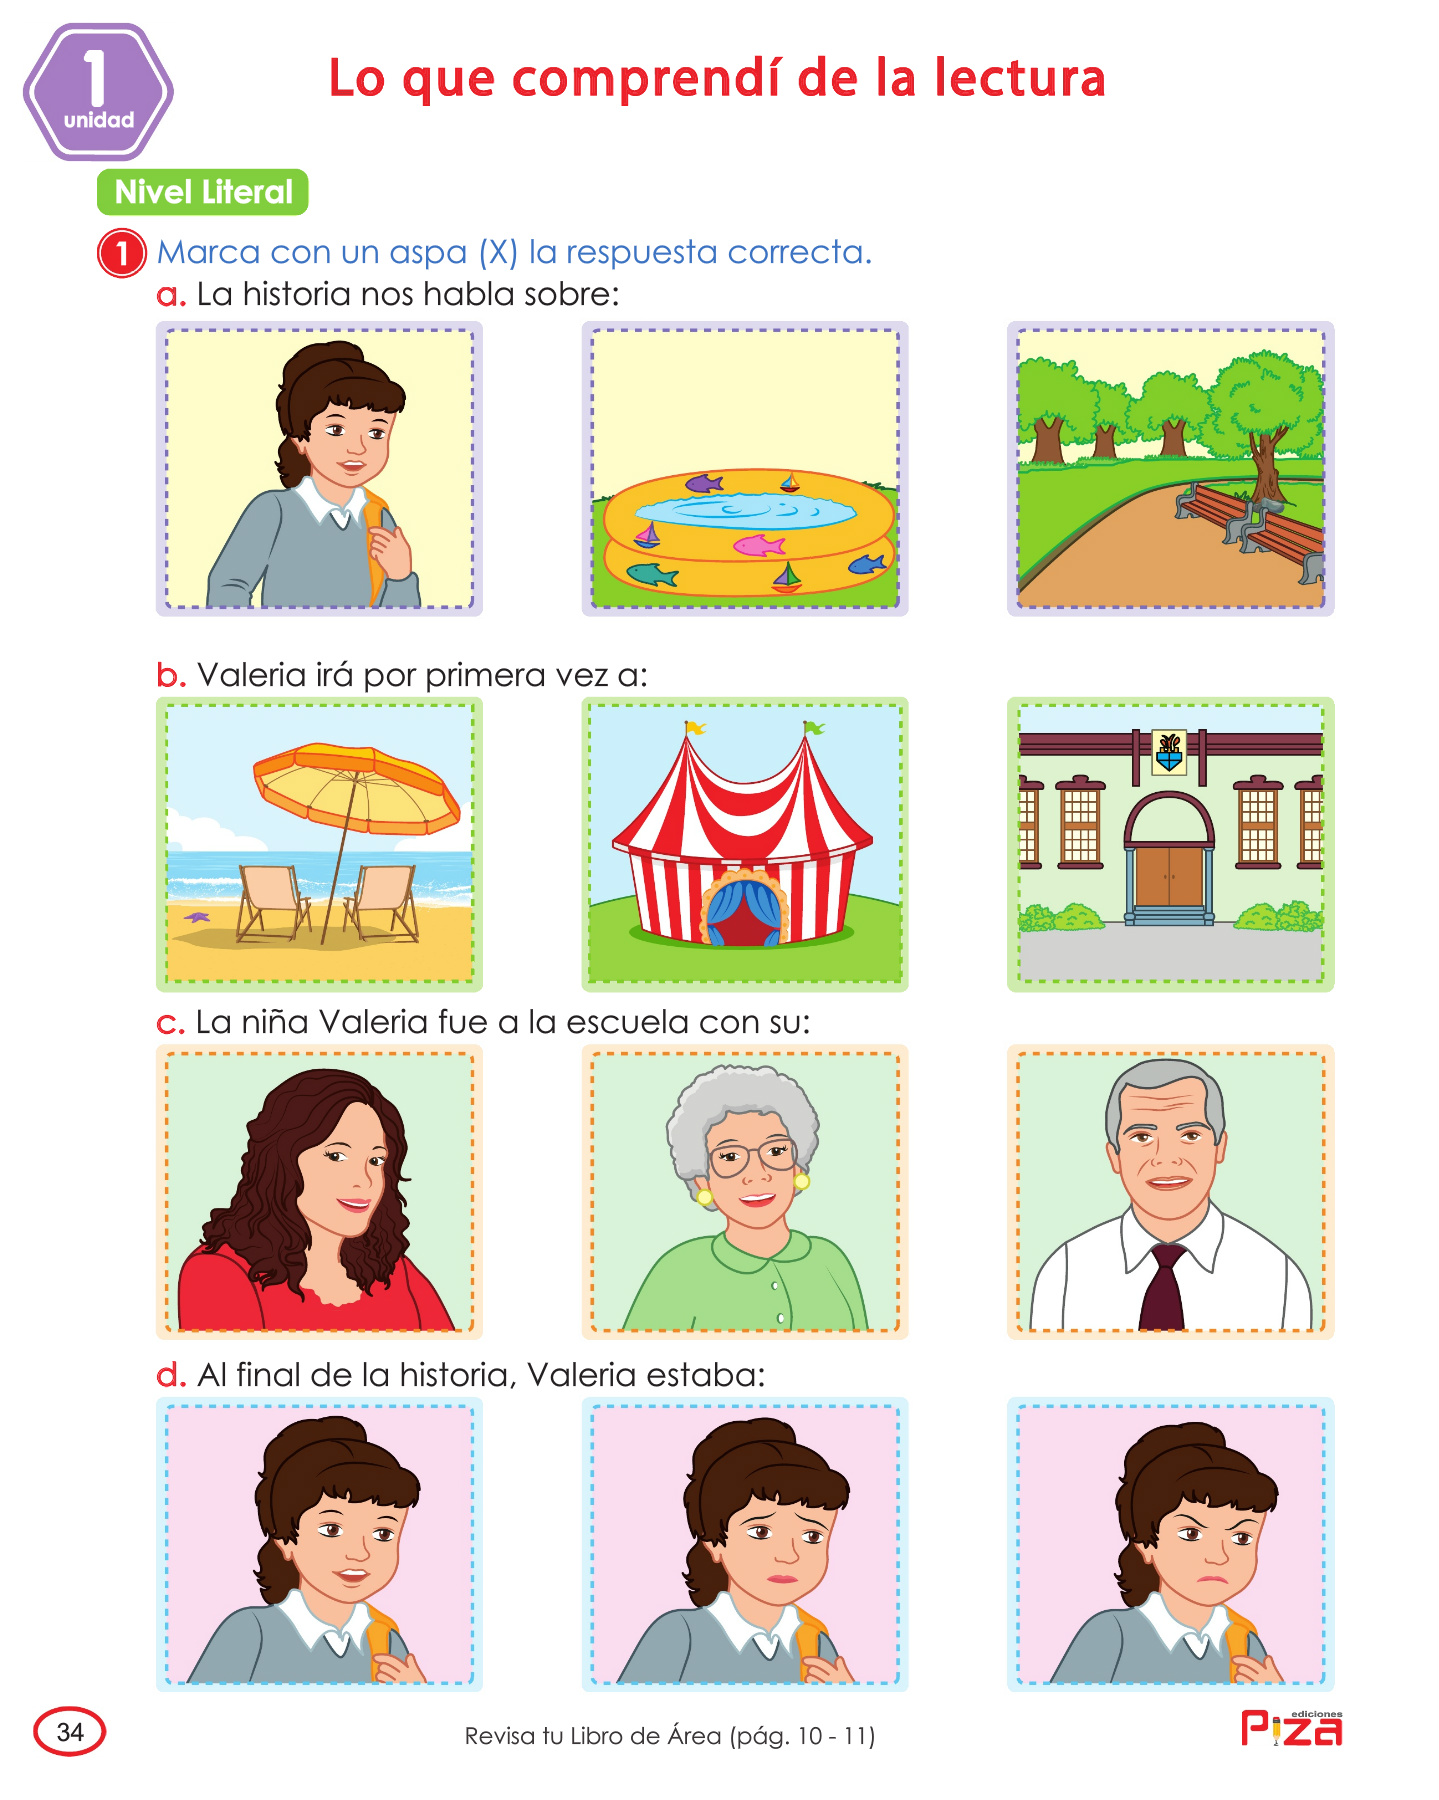 1
unidad
Lo que comprendí de la lectura
Nivel Literal
1 Marca con un aspa (X) la respuesta correcta.
a. La historia nos habla sobre:
b. Valeria irá por primera vez a:
c. La niña Valeria fue a la escuela con su:
d. Al final de la historia, Valeria estaba:
34
Revisa tu Libro de Área (pág. 10 - 11)
ediciones
Piza